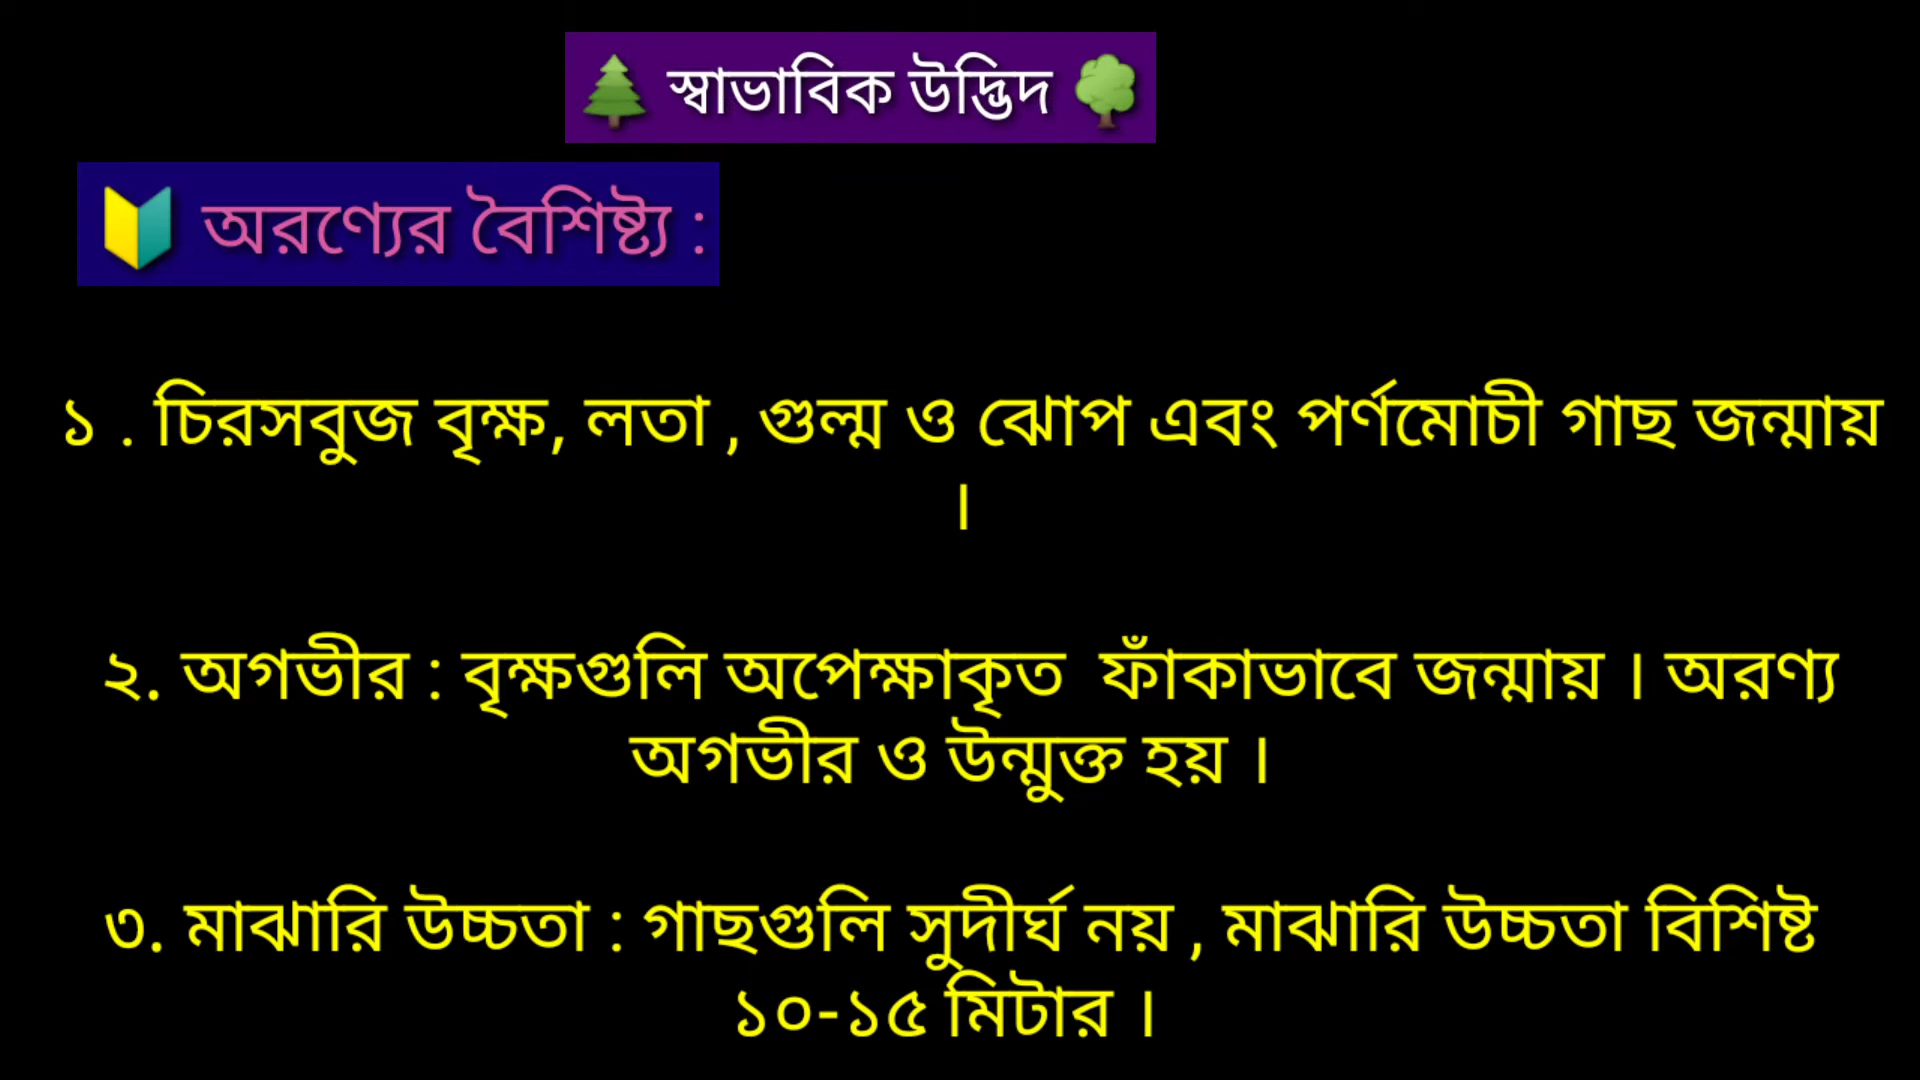 🌲 স্বাভাবিক উদ্ভিদ 🌳
🔰 অরণ্যের বৈশিষ্ট্য :
১ . চিরসবুজ বৃক্ষ, লতা , গুল্ম ও ঝোপ এবং পর্ণমোচী গাছ জন্মায়
।
২. অগভীর : বৃক্ষগুলি অপেক্ষাকৃত ফাঁকাভাবে জন্মায় । অরণ্য
অগভীর ও উন্মুক্ত হয় ।
৩. মাঝারি উচ্চতা : গাছগুলি সুদীর্ঘ নয় , মাঝারি উচ্চতা বিশিষ্ট
১০-১৫ মিটার ।